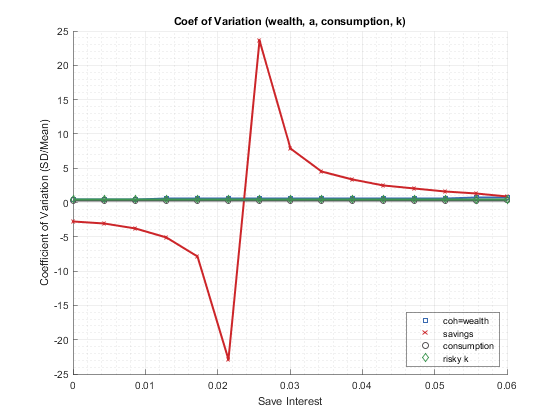 Coef of Variation (wealth, a, consumption, k)
25
20
15
10
5
0
-5
-10
-15
-20
-25
Coefficient of Variation (SD/Mean)
0
0.01
0.02
0.03
0.04
0.05
0.06
Save Interest
coh=wealth
savings
consumption
risky k